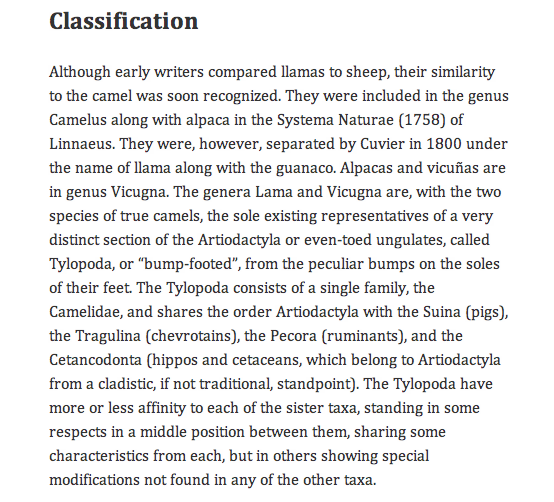 Classification
Although early writers compared llamas to sheep, their similarity
to the camel was soon recognized. They were included in the genus
Camelus along with alpaca in the Systema Naturae (1758) of
Linnaeus. They were, however, separated by Cuvier in 1800 under
the name of llama along with the guanaco. Alpacas and vicuñas are
in genus Vicugna. The genera Lama and Vicugna are, with the two
species of true camels, the sole existing representatives of a very
distinct section of the Artiodactyla or even-toed ungulates, called
Tylopoda, or “bump-footed”, from the peculiar bumps on the soles
of their feet. The Tylopoda consists of a single family, the
Camelidae, and shares the order Artiodactyla with the Suina (pigs),
the Tragulina (chevrotains), the Pecora (ruminants), and the
Cetancodonta (hippos and cetaceans, which belong to Artiodactyla
from a cladistic, if not traditional, standpoint). The Tylopoda have
more or less affinity to each of the sister taxa, standing in some
respects in a middle position between them, sharing some
characteristics from each, but in others showing special
modifications not found in any of the other taxa.